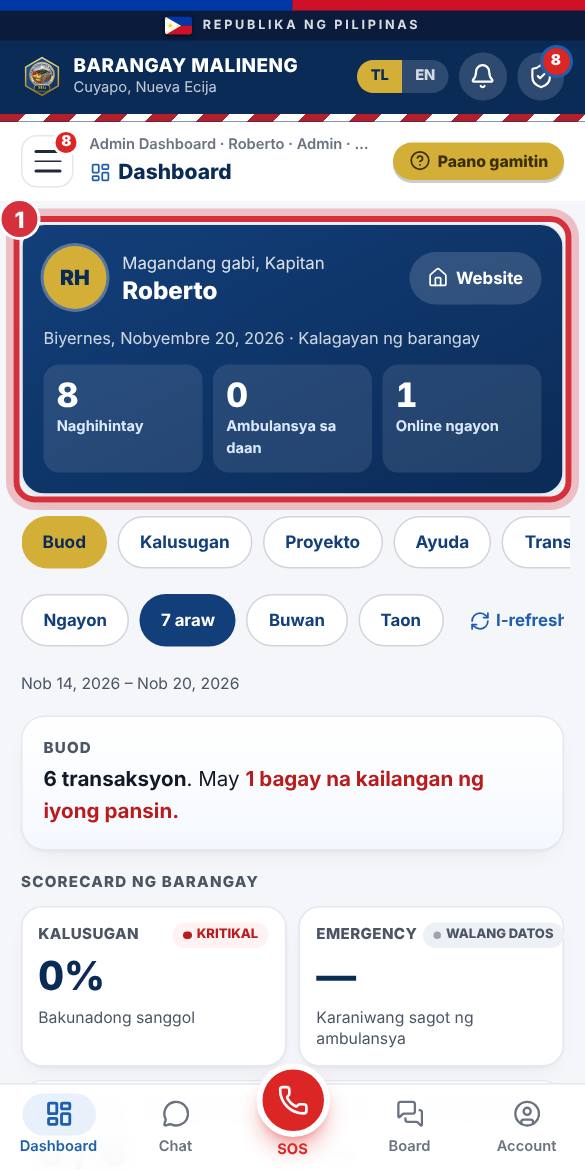 REPUBLIKA NG PILIPINAS
BARANGAY MALINENG
Cuyapo, Nueva Ecija
TL EN
8
8
Admin Dashboard · Roberto · Admin · ...
Dashboard
Paano gamitin
1
RH
Magandang gabi, Kapitan
Roberto
Website
Biyernes, Nobyembre 20, 2026 · Kalagayan ng barangay
8 0 1
Naghihintay Ambulansya sa daan Online ngayon
Buod Kalusugan Proyekto Ayuda Trans
Ngayon 7 araw Buwan Taon I-refresh
Nob 14, 2026 – Nob 20, 2026
BUOD
6 transaksyon. May 1 bagay na kailangan ng
iyong pansin.
SCORECARD NG BARANGAY
KALUSUGAN KRITIKAL
0%
Bakunadong sanggol
EMERGENCY WALANG DATOS
—
Karaniwang sagot ng
ambulansya
Dashboard Chat SOS Board Account